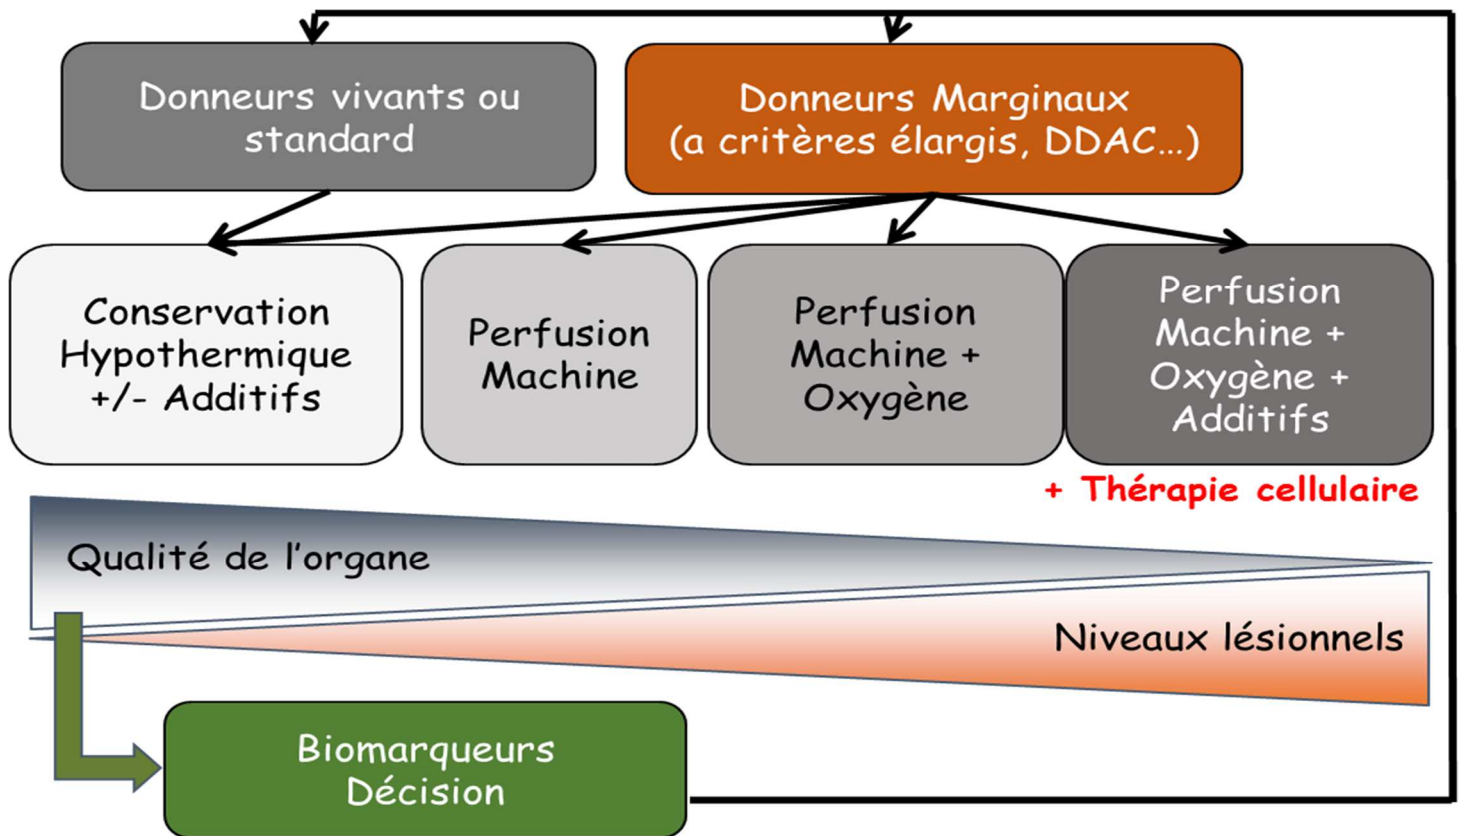 Donneurs vivants ou
standard
Donneurs Marginaux
(a critères élargis, DDAC...)
Conservation
Hypothermique
+/- Additifs
Perfusion
Machine
Perfusion
Machine +
Oxygène
Perfusion
Machine +
Oxygène +
Additifs
+ Thérapie cellulaire
Qualité de l'organe
Niveaux lésionnels
Biomarqueurs
Décision